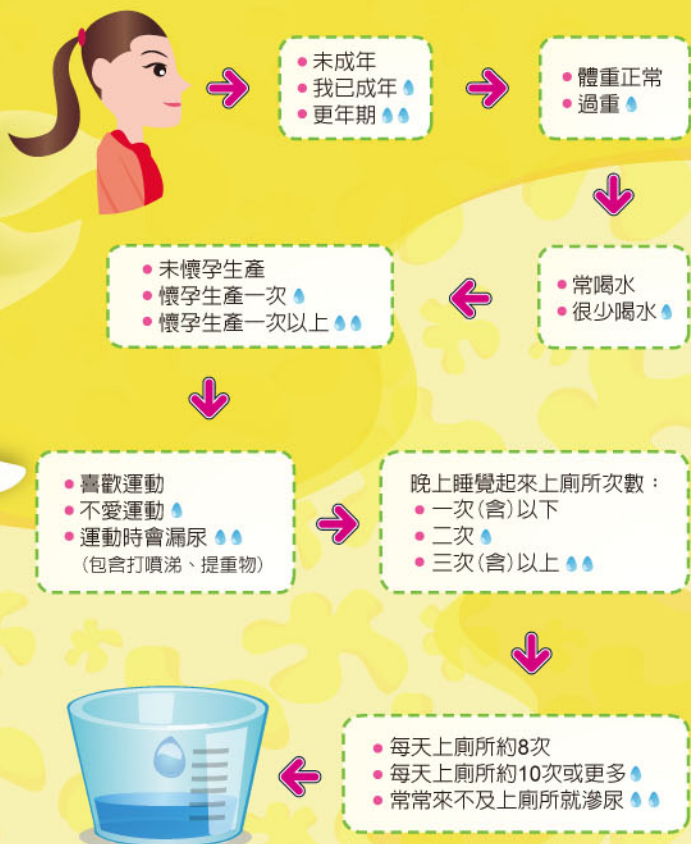 未成年
我已成年
更年期
體重正常
過重
常喝水
很少喝水
未懷孕生產
懷孕生產一次
懷孕生產一次以上
喜歡運動
不愛運動
運動時會漏尿
(包含打噴涕、提重物)
晚上睡覺起來上廁所次數：
一次(含)以下
二次
三次(含)以上
每天上廁所約8次
每天上廁所約10次或更多
常常來不及上廁所就滲尿